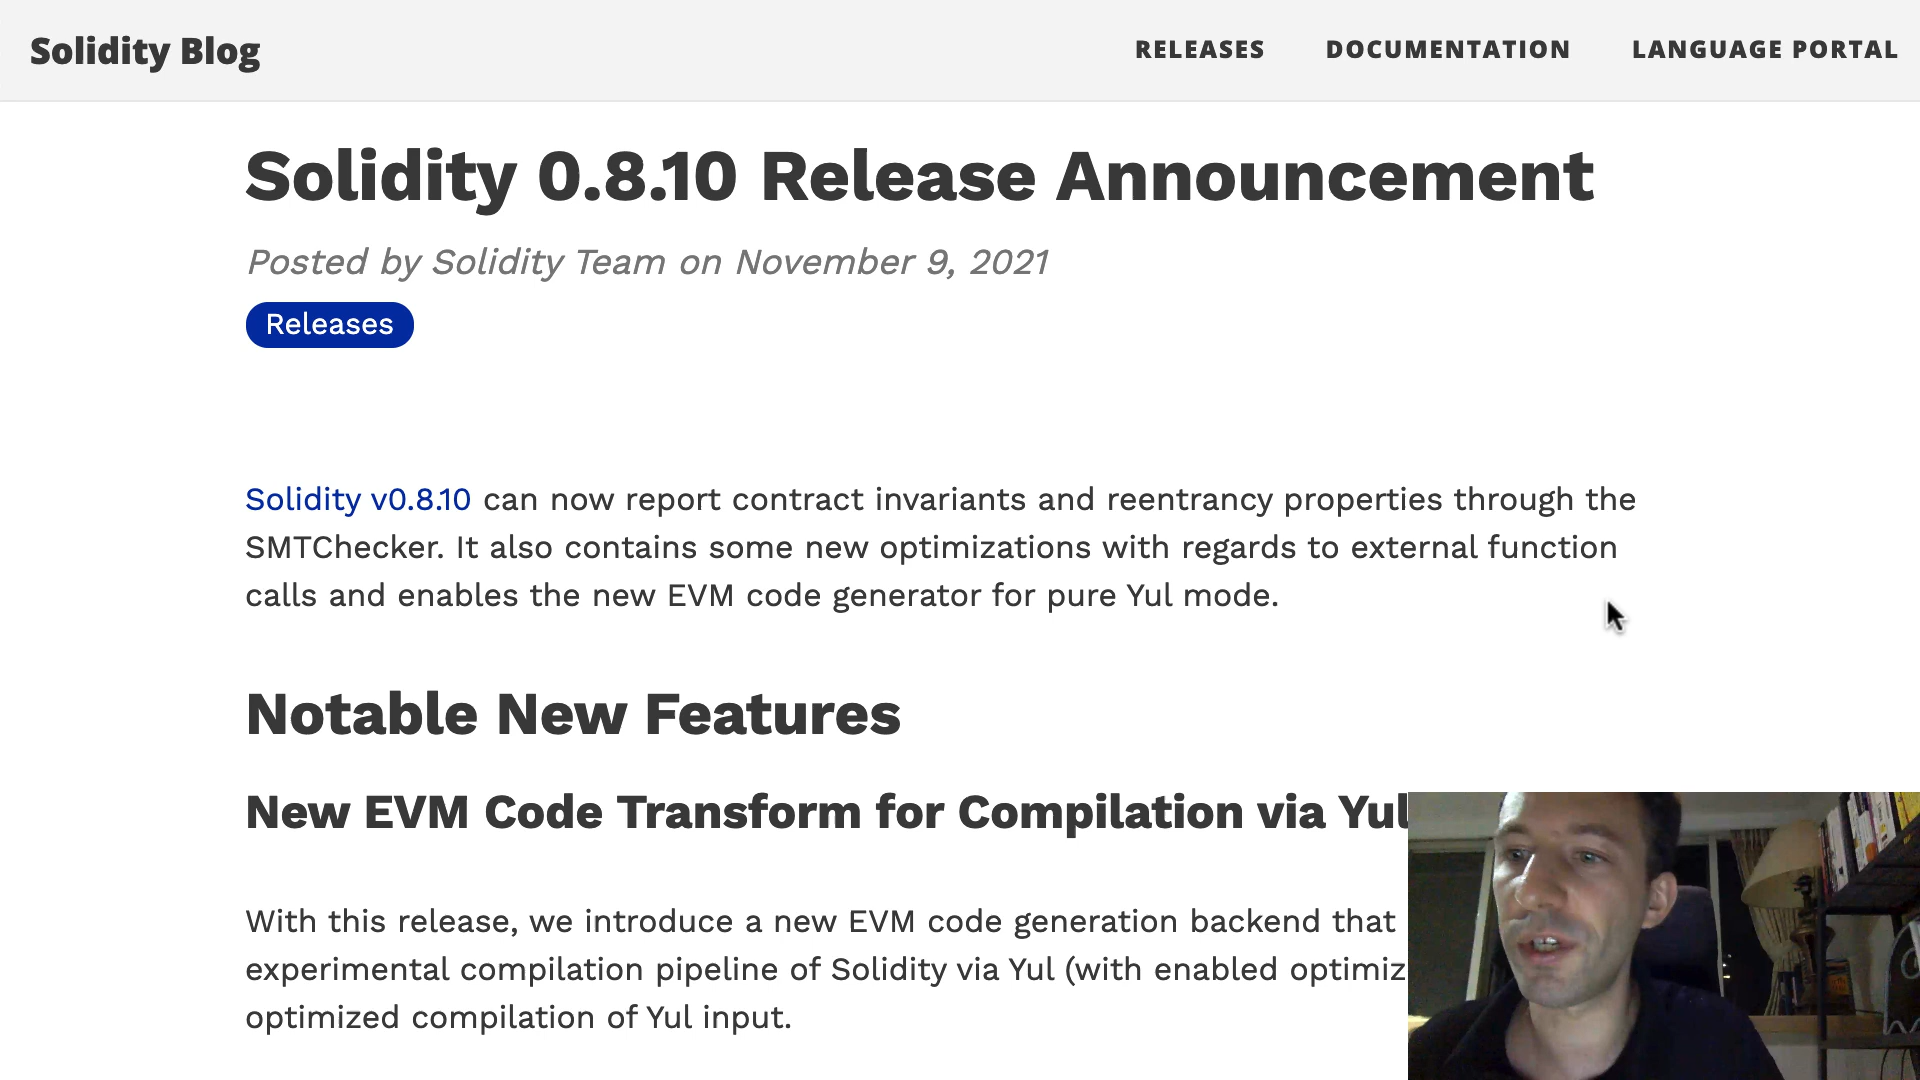 Solidity Blog
RELEASES DOCUMENTATION LANGUAGE PORTAL
Solidity 0.8.10 Release Announcement
Posted by Solidity Team on November 9, 2021
Releases
Solidity v0.8.10 can now report contract invariants and reentrancy properties through the
SMTChecker. It also contains some new optimizations with regards to external function
calls and enables the new EVM code generator for pure Yul mode.
Notable New Features
New EVM Code Transform for Compilation via Yul
With this release, we introduce a new EVM code generation backend that
experimental compilation pipeline of Solidity via Yul (with enabled optimiz
optimized compilation of Yul input.